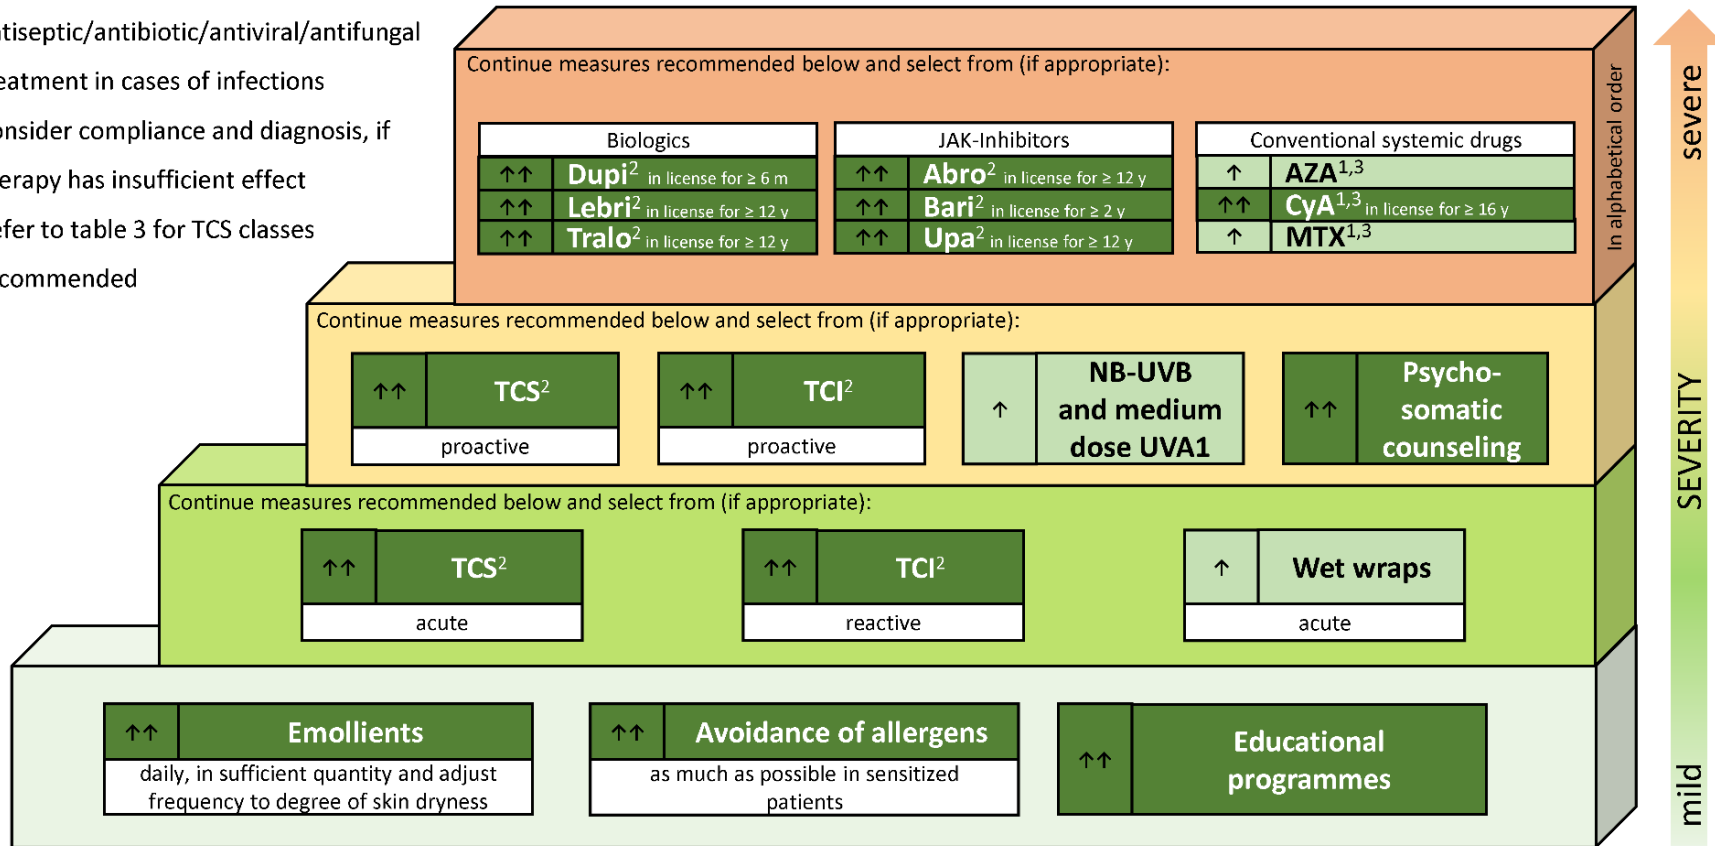 ntiseptic/antibiotic/antiviral/antifungal
eatment in cases of infections
onsider compliance and diagnosis, if
erapy has insufficient effect
efer to table 3 for TCS classes
commended
Continue measures recommended below and select from (if appropriate):
Biologics
↑↑ Dupi² in license for ≥ 6 m
↑↑ Lebri² in license for ≥ 12 y
↑↑ Tralo² in license for ≥ 12 y
JAK-Inhibitors
↑↑ Abro² in license for ≥ 12 y
↑↑ Bari² in license for ≥ 2 y
↑↑ Upa² in license for ≥ 12 y
Conventional systemic drugs
↑ AZA¹,³
↑↑ CyA¹,³ in license for ≥ 16 y
↑ MTX¹,³
In alphabetical order
Continue measures recommended below and select from (if appropriate):
↑↑ TCS²
proactive
↑↑ TCI²
proactive
↑ NB-UVB
and medium
dose UVA1
↑↑ Psycho-
somatic
counseling
Continue measures recommended below and select from (if appropriate):
↑↑ TCS²
acute
↑↑ TCI²
reactive
↑ Wet wraps
acute
↑↑ Emollients
daily, in sufficient quantity and adjust
frequency to degree of skin dryness
↑↑ Avoidance of allergens
as much as possible in sensitized
patients
↑↑ Educational
programmes
severe
SEVERITY
mild